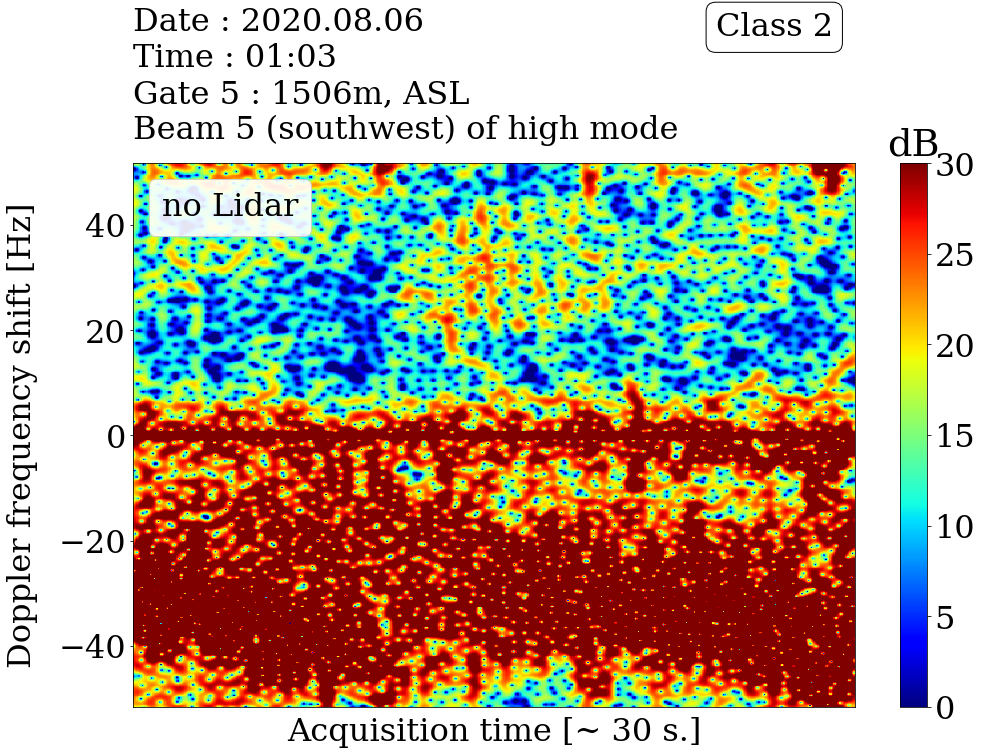 Date : 2020.08.06
Time : 01:03
Gate 5 : 1506m, ASL
Beam 5 (southwest) of high mode
Class 2
dB
no Lidar
Doppler frequency shift [Hz]
40
20
0
−20
−40
30
25
20
15
10
5
0
Acquisition time [~ 30 s.]